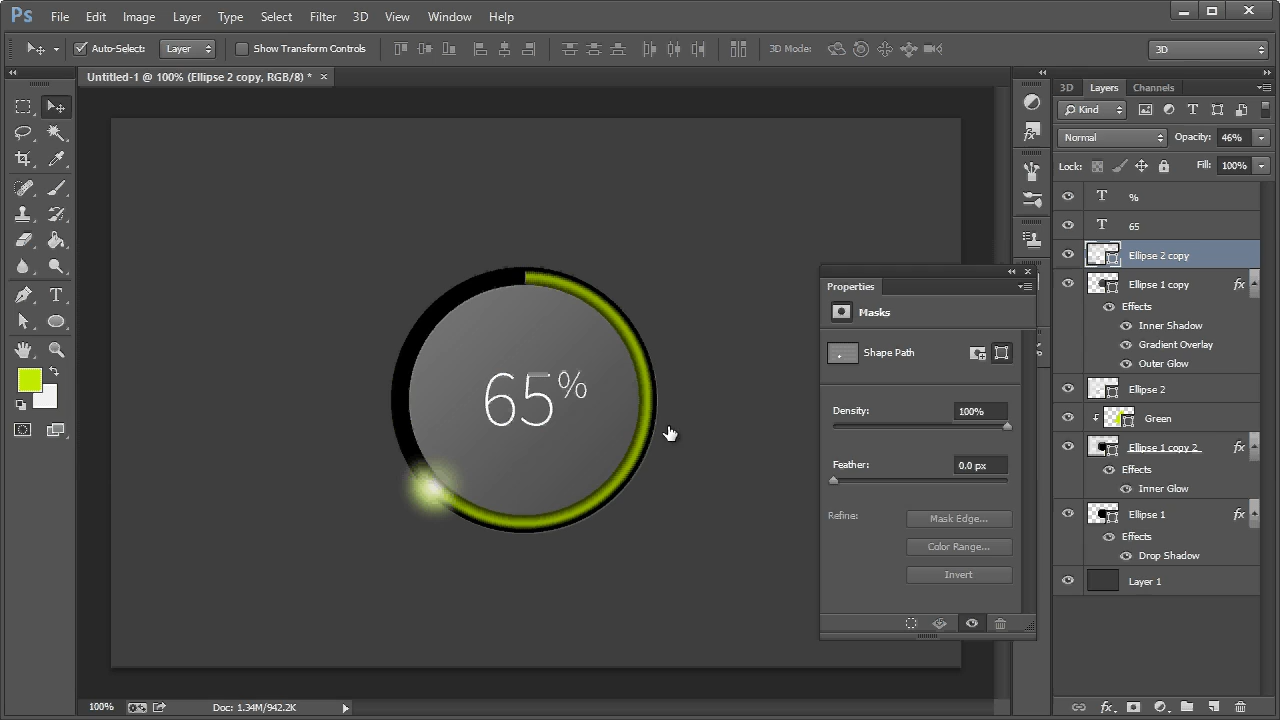 Ps File Edit Image Layer Type Select Filter 3D View Window Help
Auto-Select: Layer Show Transform Controls 3D Mode: 3D
Untitled-1 @ 100% (Ellipse 2 copy, RGB/8) * ×
3D Layers Channels
Kind
Normal Opacity: 46%
Lock: Fill: 100%
T %
T 65
Ellipse 2 copy
Ellipse 1 copy fx
Effects
Inner Shadow
Gradient Overlay
Outer Glow
Ellipse 2
Green
Ellipse 1 copy 2 fx
Effects
Inner Glow
Ellipse 1 fx
Effects
Drop Shadow
Layer 1
65%
Properties
Masks
Shape Path
Density: 100%
Feather: 0.0 px
Refine: Mask Edge...
Color Range...
Invert
100% Doc: 1.34M/942.2K